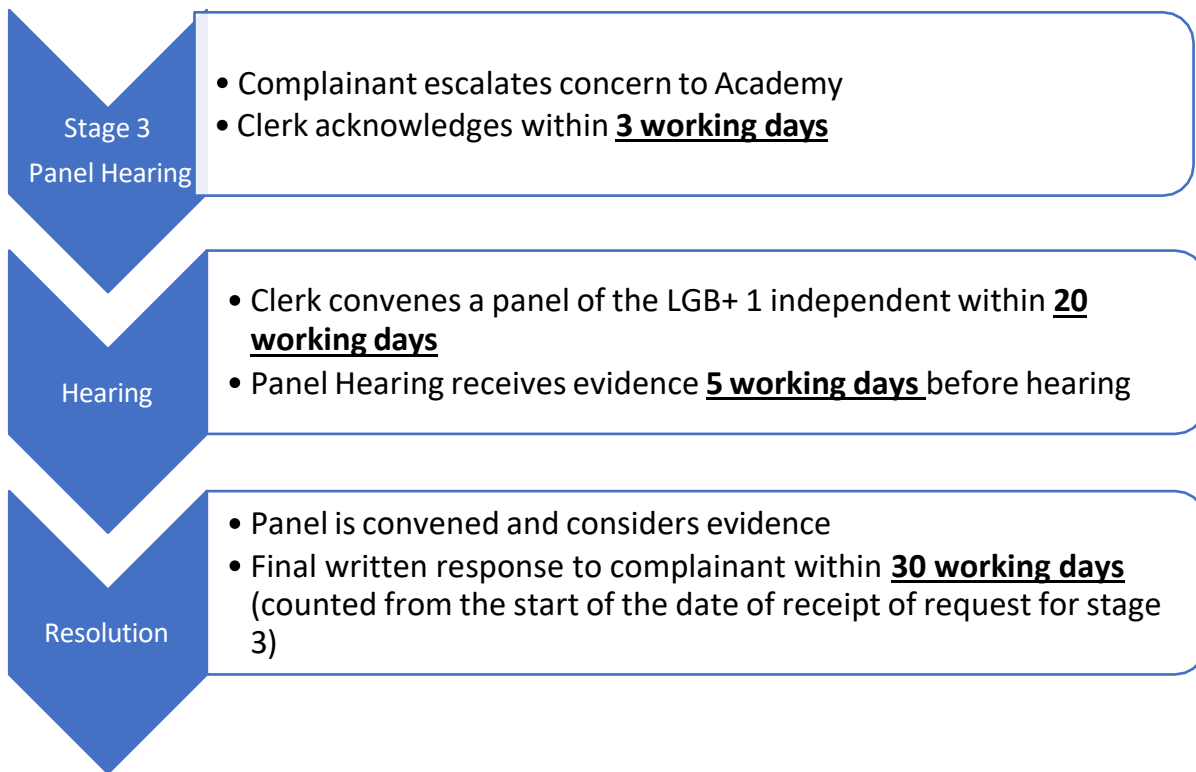 Stage 3
Panel Hearing
• Complainant escalates concern to Academy
• Clerk acknowledges within 3 working days
Hearing
• Clerk convenes a panel of the LGB+ 1 independent within 20
working days
• Panel Hearing receives evidence 5 working days before hearing
Resolution
• Panel is convened and considers evidence
• Final written response to complainant within 30 working days
(counted from the start of the date of receipt of request for stage
3)